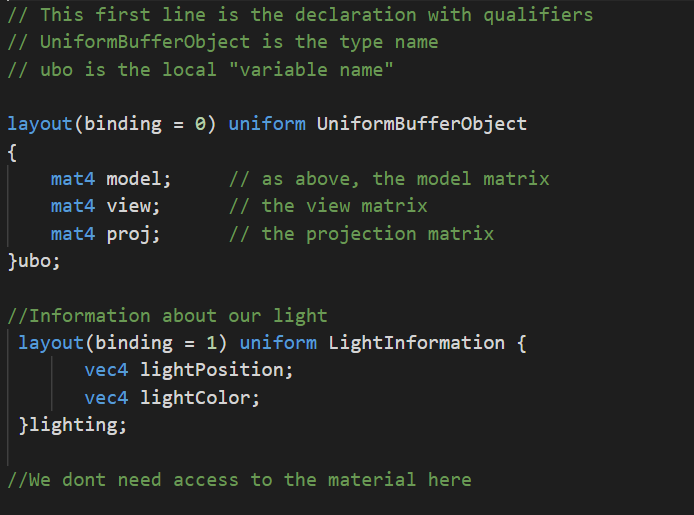 // This first line is the declaration with qualifiers
// UniformBufferObject is the type name
// ubo is the local "variable name"
layout(binding = 0) uniform UniformBufferObject
{
mat4 model; // as above, the model matrix
mat4 view; // the view matrix
mat4 proj; // the projection matrix
}ubo;
//Information about our light
layout(binding = 1) uniform LightInformation {
vec4 lightPosition;
vec4 lightColor;
}lighting;
//We dont need access to the material here